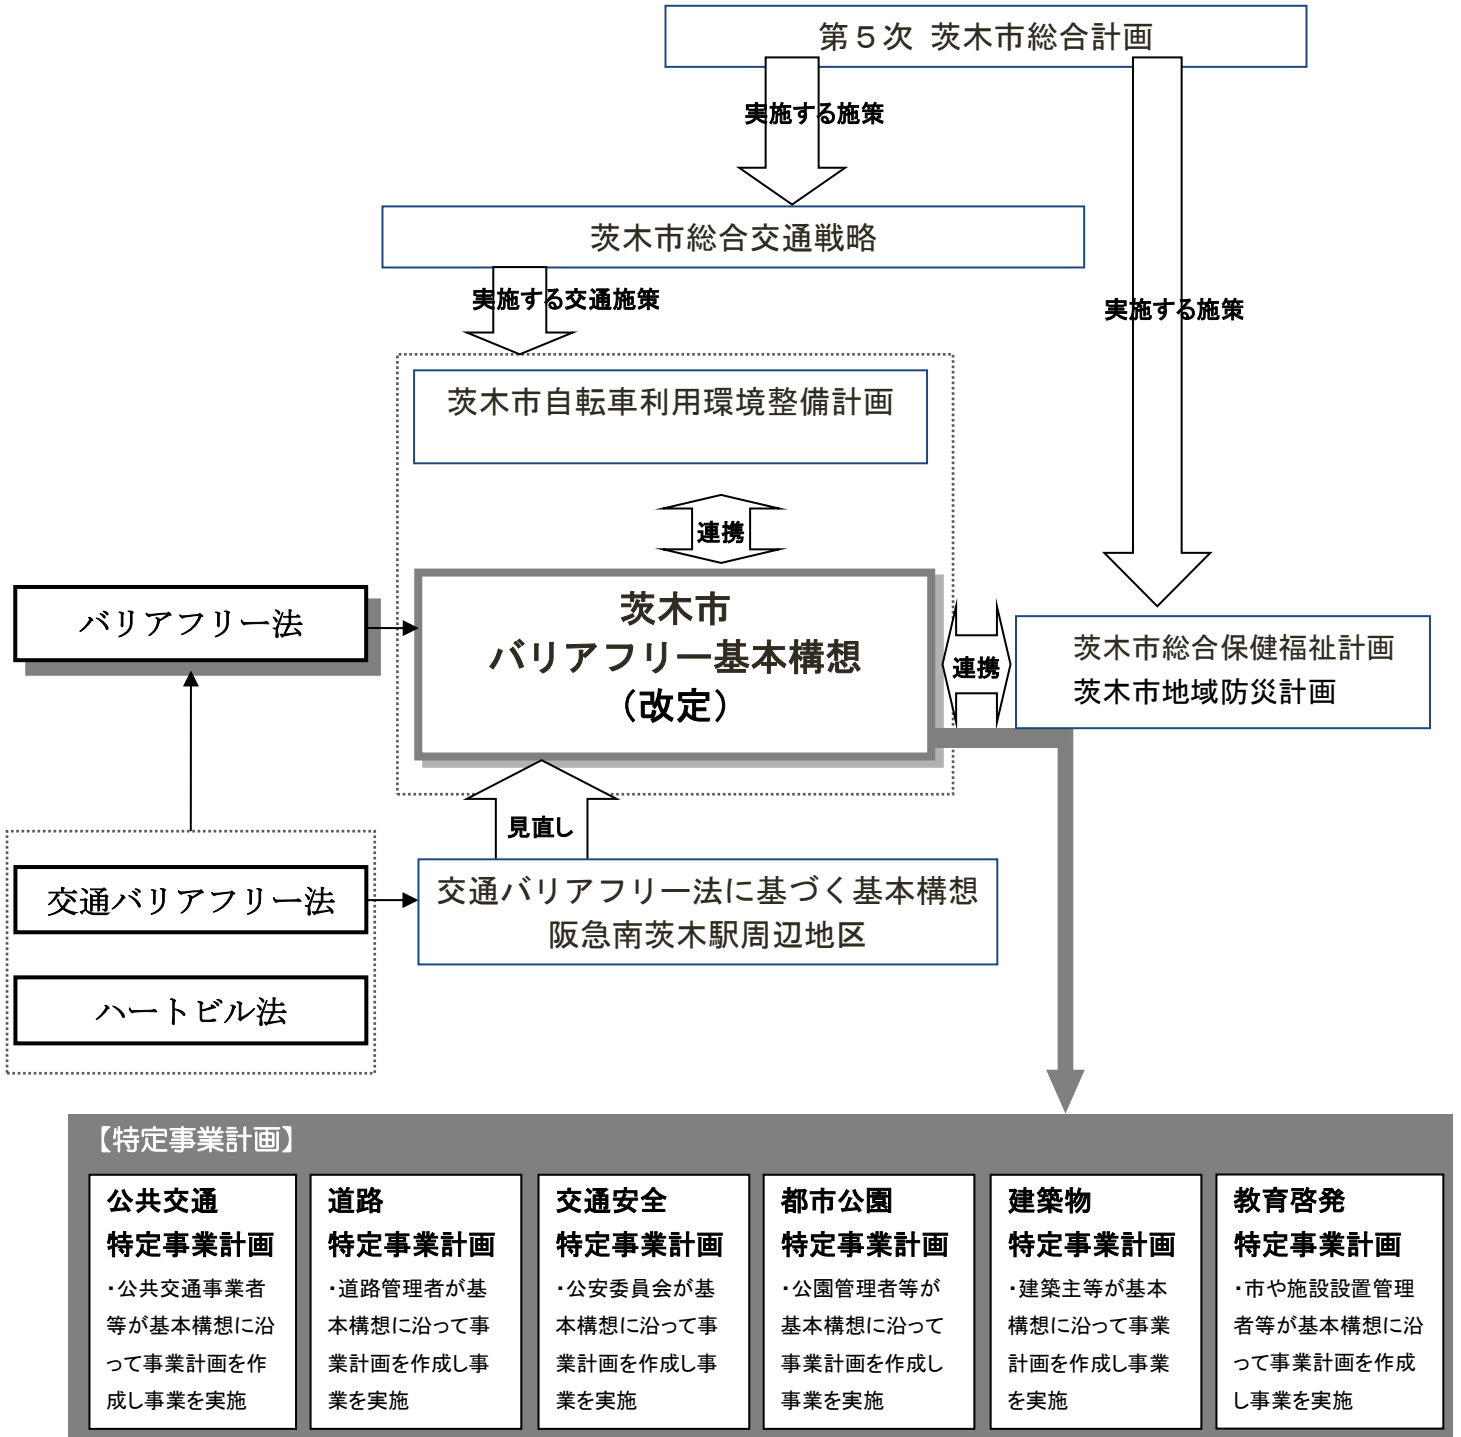 第５次 茨木市総合計画
実施する施策
茨木市総合交通戦略
実施する交通施策
実施する施策
茨木市自転車利用環境整備計画
連携
バリアフリー法
茨木市
バリアフリー基本構想
（改定）
連携
茨木市総合保健福祉計画
茨木市地域防災計画
見直し
交通バリアフリー法
交通バリアフリー法に基づく基本構想
阪急南茨木駅周辺地区
ハートビル法
【特定事業計画】
公共交通
特定事業計画
・公共交通事業者
等が基本構想に沿
って事業計画を作
成し事業を実施
道路
特定事業計画
・道路管理者が基
本構想に沿って事
業計画を作成し事
業を実施
交通安全
特定事業計画
・公安委員会が基
本構想に沿って事
業計画を作成し事
業を実施
都市公園
特定事業計画
・公園管理者等が
基本構想に沿って
事業計画を作成し
事業を実施
建築物
特定事業計画
・建築主等が基本
構想に沿って事業
計画を作成し事業
を実施
教育啓発
特定事業計画
・市や施設設置管理
者等が基本構想に沿
って事業計画を作成
し事業を実施